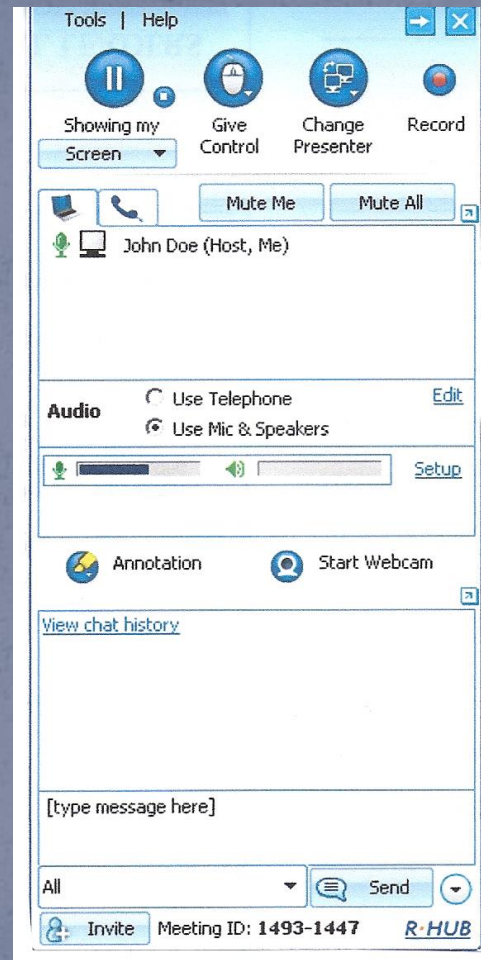 Tools | Help
Showing my Give Control Change Presenter Record
Screen
Mute Me Mute All
John Doe (Host, Me)
Audio
Use Telephone Edit
Use Mic & Speakers
Setup
Annotation Start Webcam
View chat history
[type message here]
All Send
Invite Meeting ID: 1493-1447 R·HUB